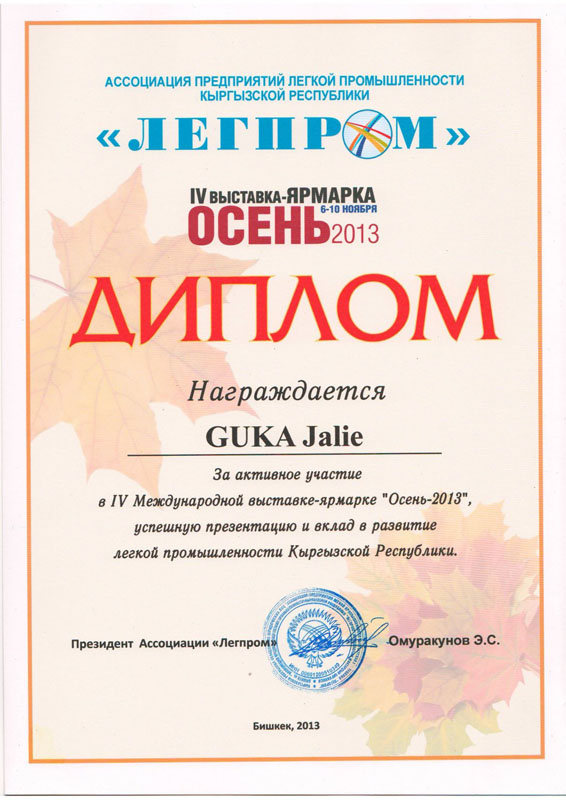 АССОЦИАЦИЯ ПРЕДПРИЯТИЙ ЛЕГКОЙ ПРОМЫШЛЕННОСТИ
КЫРГЫЗСКОЙ РЕСПУБЛИКИ
«ЛЕГПРОМ»
IV ВЫСТАВКА-ЯРМАРКА
6-10 НОЯБРЯ
ОСЕНЬ2013
ДИПЛОМ
Награждается
GUKA Jalie
За активное участие
в IV Международной выставке-ярмарке "Осень-2013",
успешную презентацию и вклад в развитие
легкой промышленности Кыргызской Республики.
Президент Ассоциации «Легпром» Омуракунов Э.С.
Бишкек, 2013